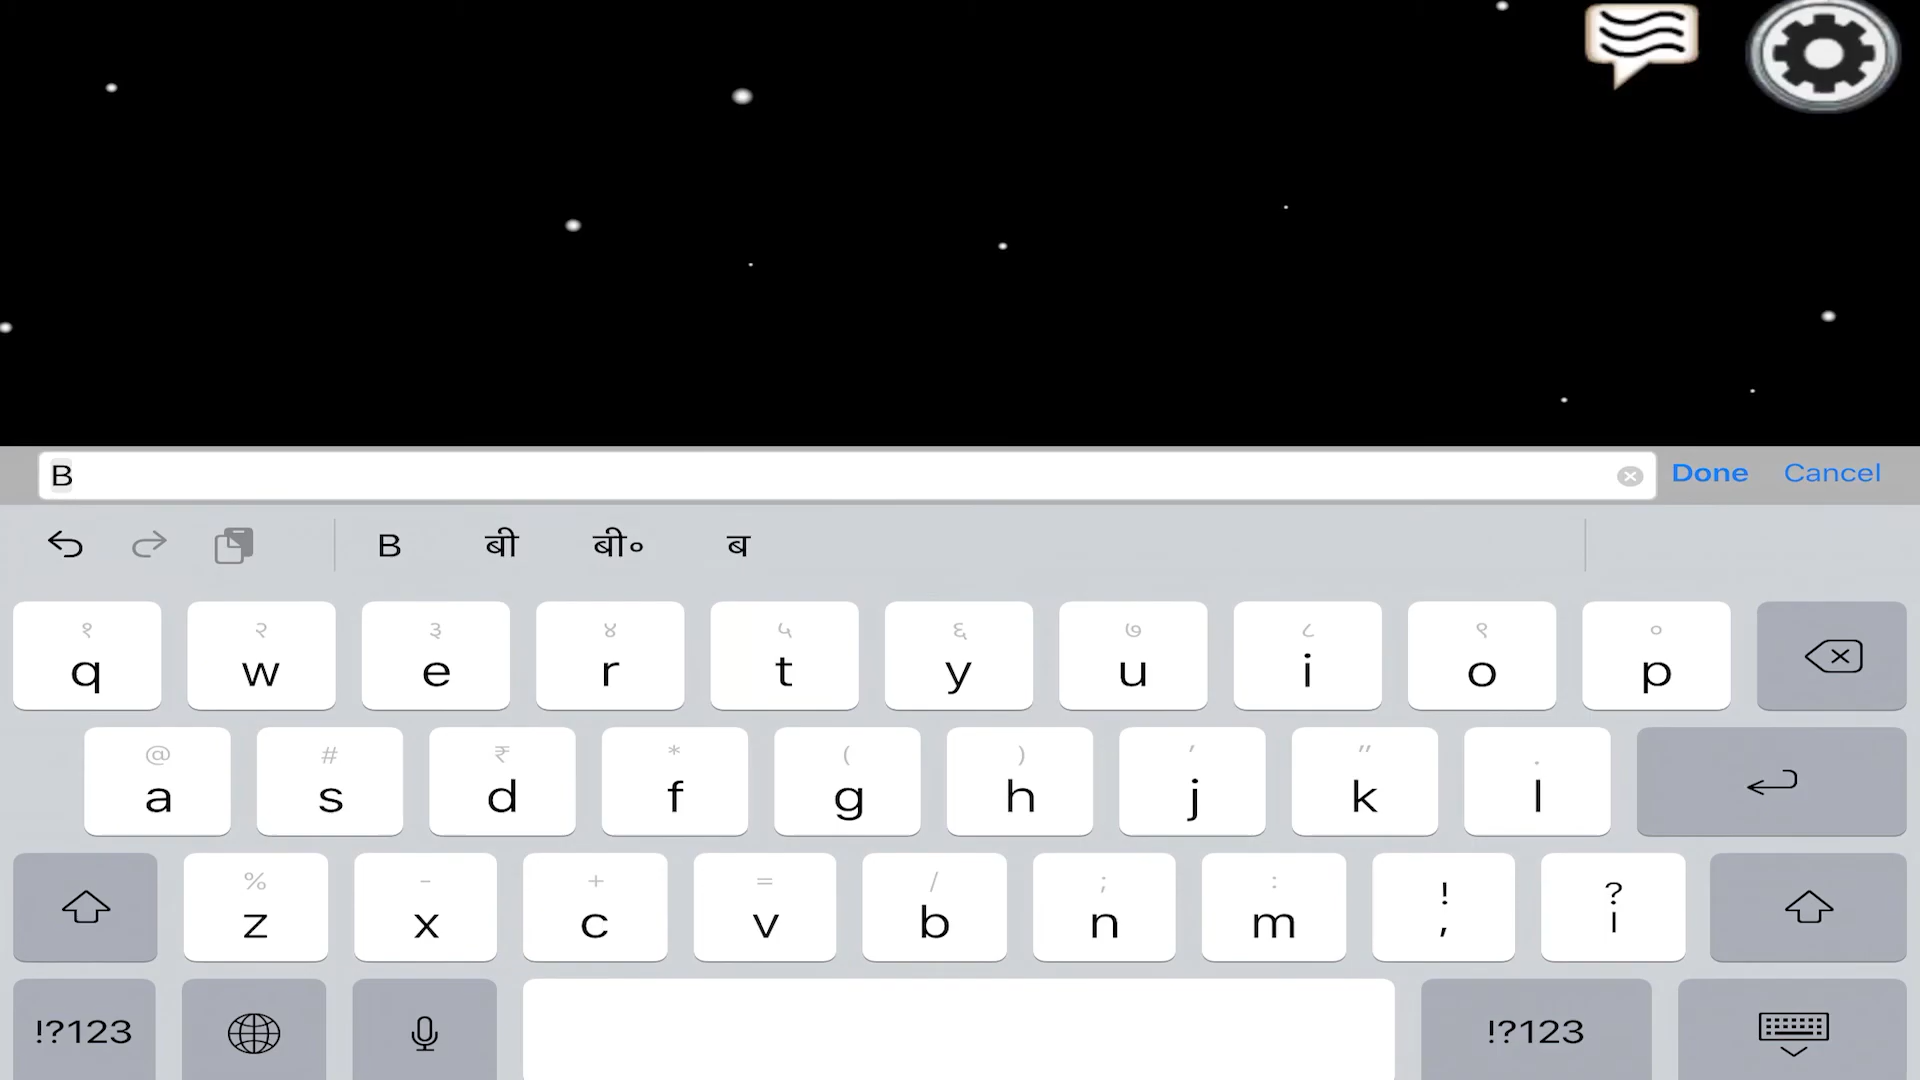 B
Done Cancel
B बी बी॰ ब
१ २ ३ ४ ५ ६ ७ ८ ९ ०
q w e r t y u i o p
@ # ₹ * ( ) ' " .
a s d f g h j k l
% - + = / ; : ! ?
z x c v b n m , ।
!?123 !?123